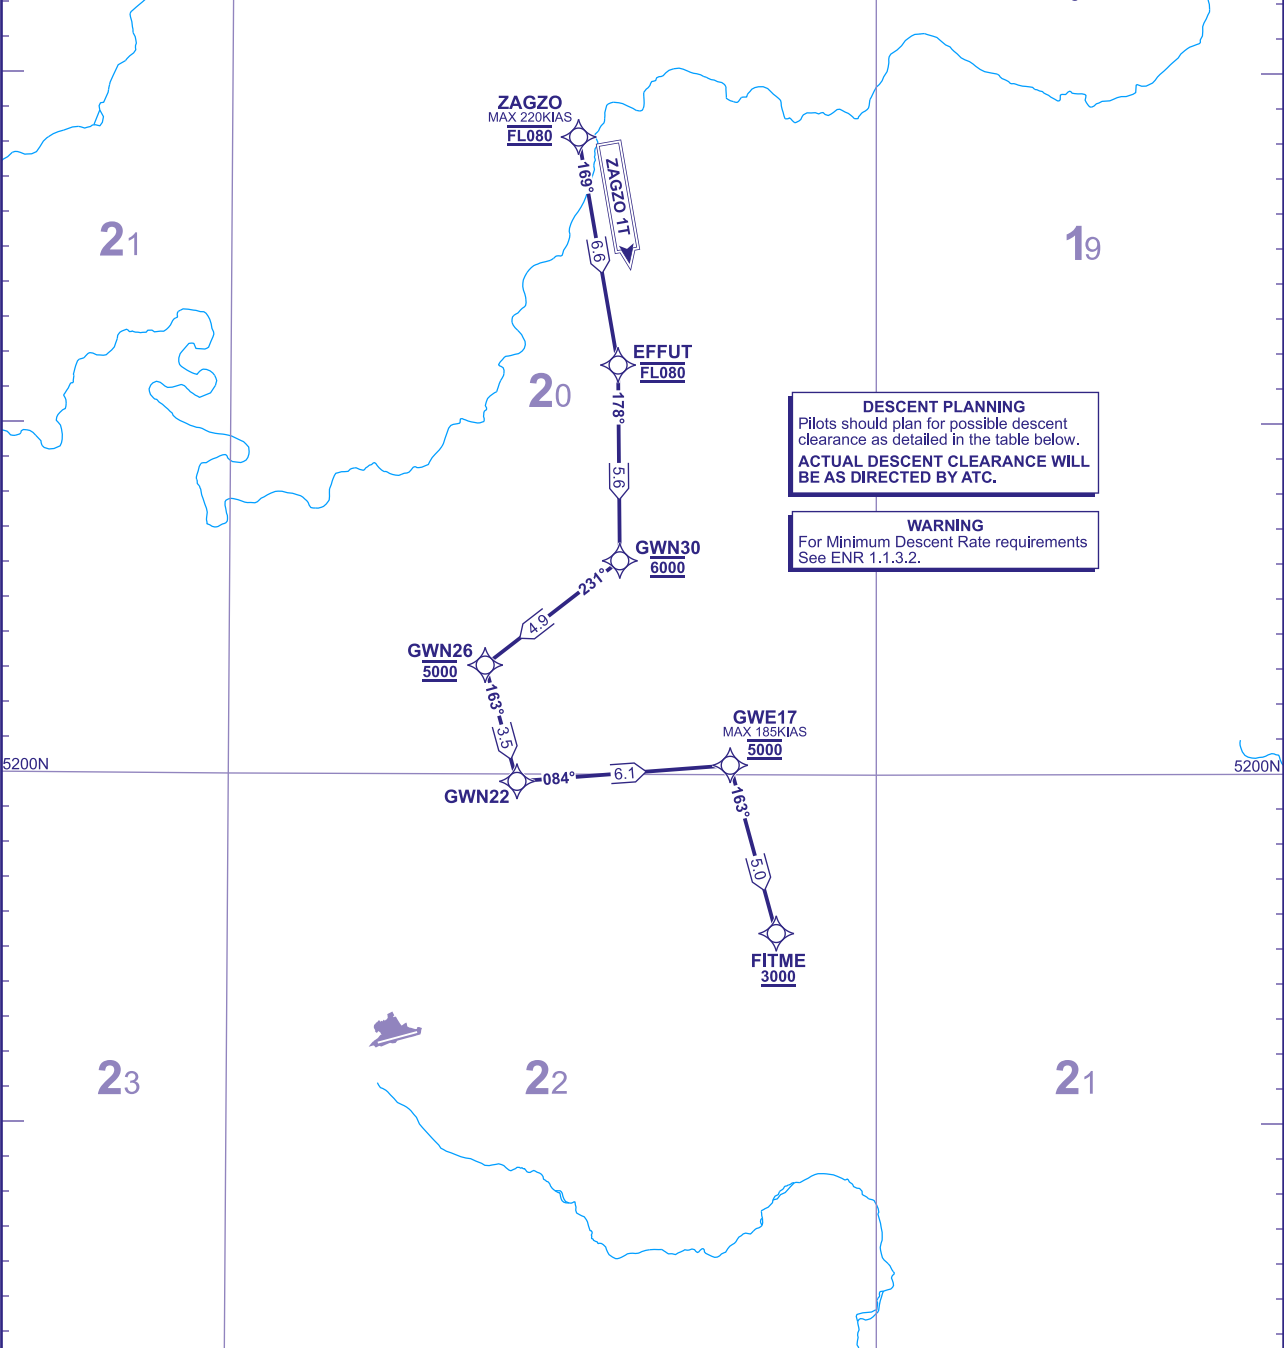 ZAGZO
MAX 220KIAS
FL080
169°
ZAGZO 1T
6.6
21
19
EFFUT
FL080
20
178°
DESCENT PLANNING
Pilots should plan for possible descent
clearance as detailed in the table below.
ACTUAL DESCENT CLEARANCE WILL
BE AS DIRECTED BY ATC.
5.6
WARNING
For Minimum Descent Rate requirements
See ENR 1.1.3.2.
GWN30
6000
231°
4.9
GWN26
5000
163°
3.5
GWE17
MAX 185KIAS
5000
5200N
5200N
084°
6.1
GWN22
163°
5.0
FITME
3000
23
22
21